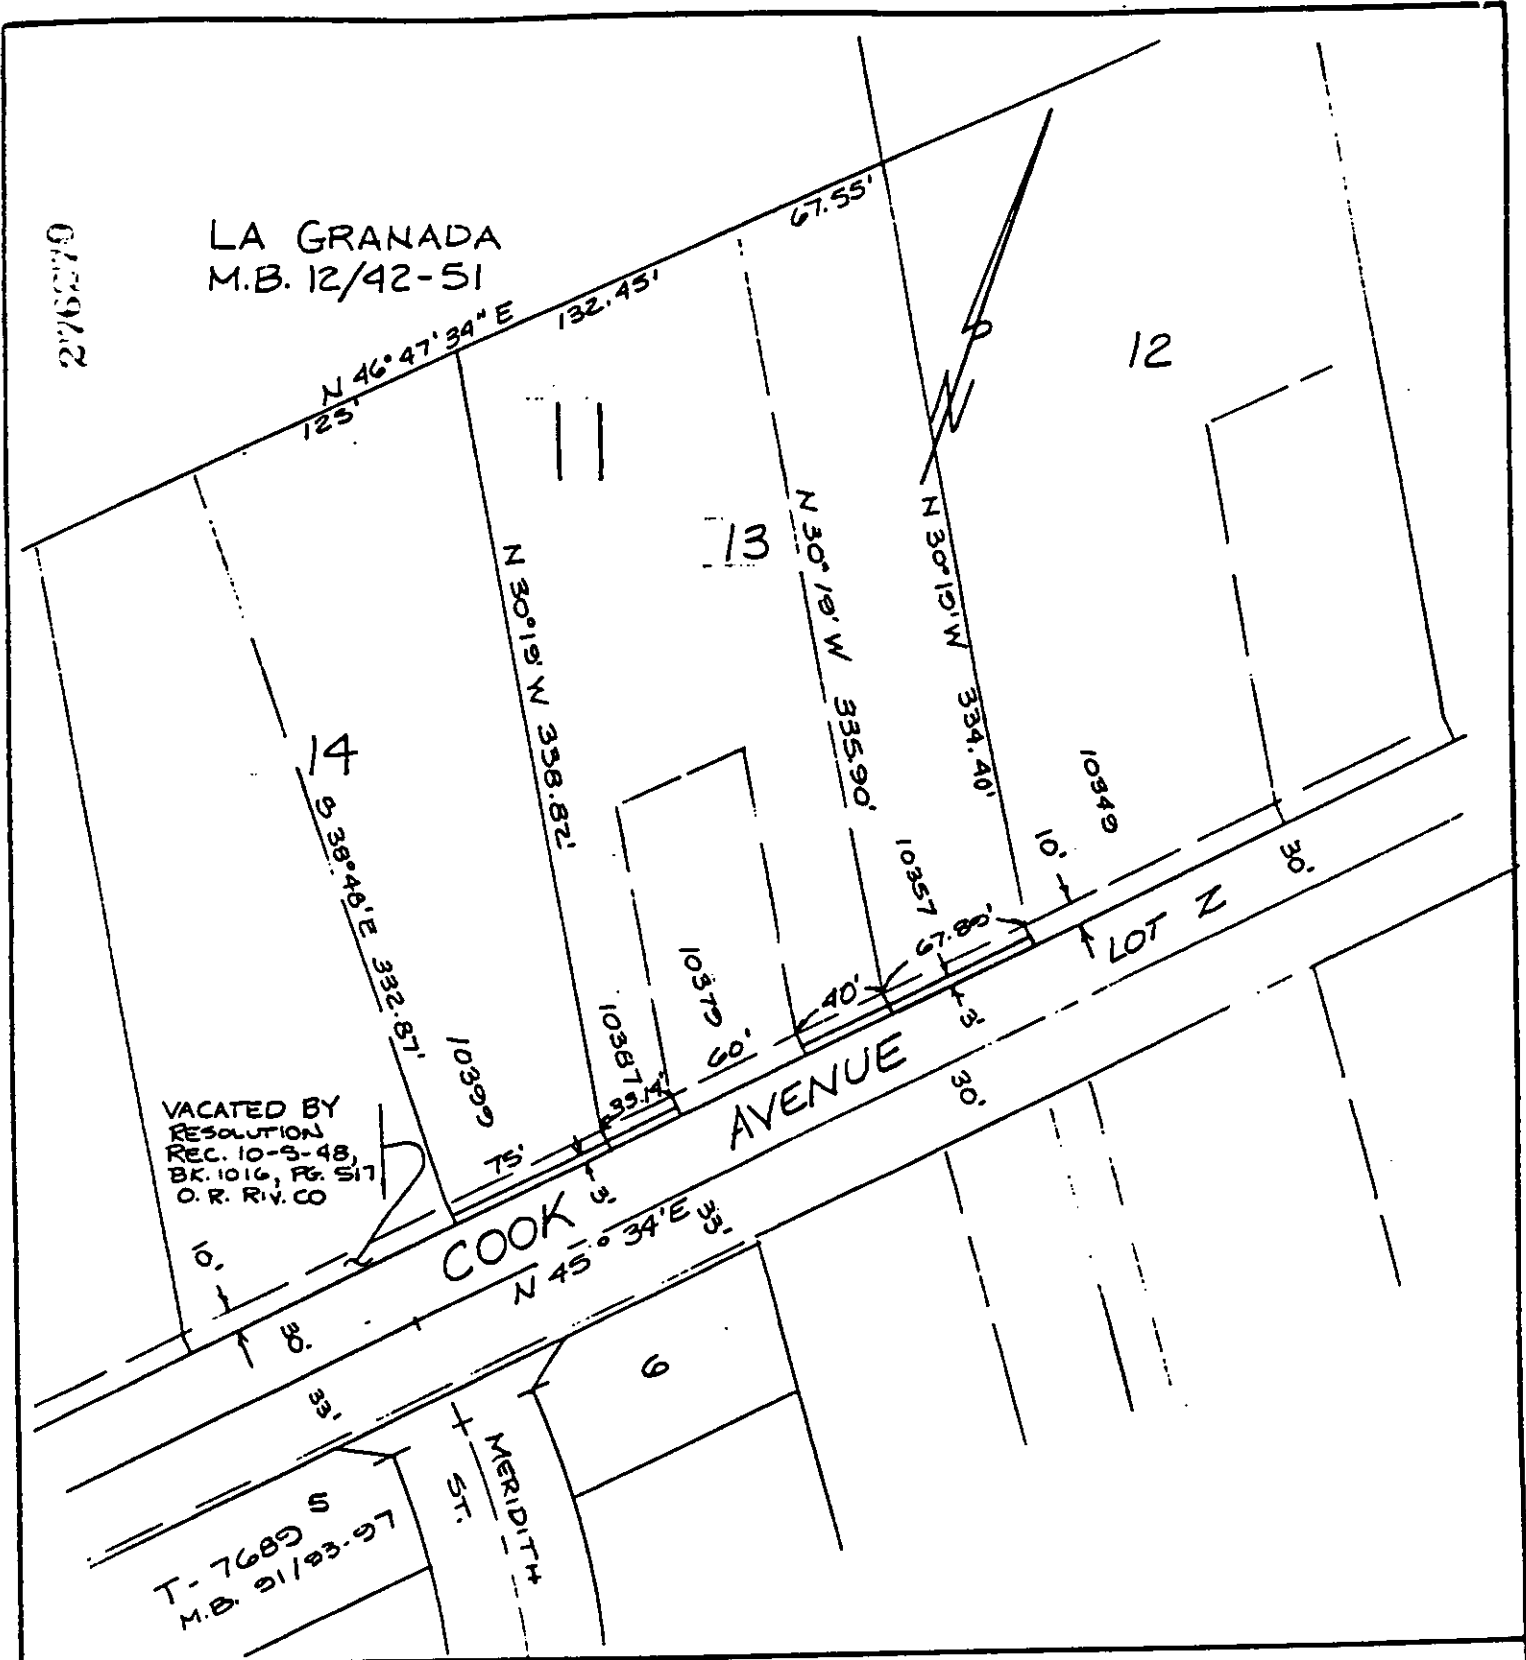 276279
LA GRANADA
M.B. 12/42-51
N 46° 47' 34" E
125'
132.45'
67.55'
11
12
13
14
N
N 30° 19' W 338.82'
N 30° 19' W 335.90'
N 30° 19' W 334.40'
S 38° 48' E 332.87'
10399
10387
10379
10357
10349
75'
33.14'
60'
40'
67.89'
10'
3'
3'
10'
30'
30'
30'
33'
33'
VACATED BY
RESOLUTION
REC. 10-5-48,
BK. 1016, PG. 517
O. R. RIV. CO
COOK AVENUE
LOT Z
N 45° 34' E
6
MERIDITH
ST.
5
T-7689
M.B. 91/93-97